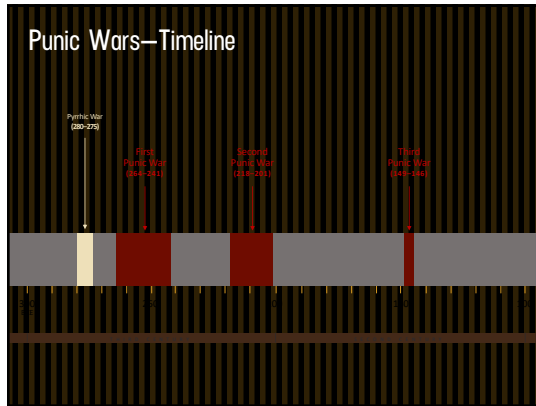 Punic Wars–Timeline
Pyrrhic War
(280–275)
First
Punic War
(264–241)
Second
Punic War
(218–201)
Third
Punic War
(149–146)